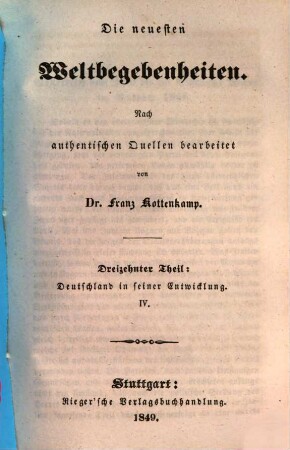 Die neuesten
Weltbegebenheiten.
Nach
authentischen Quellen bearbeitet
von
Dr. Franz Kottenkamp.
Dreizehnter Theil:
Deutschland in seiner Entwicklung.
IV.
Stuttgart:
Rieger'sche Verlagsbuchhandlung.
1849.